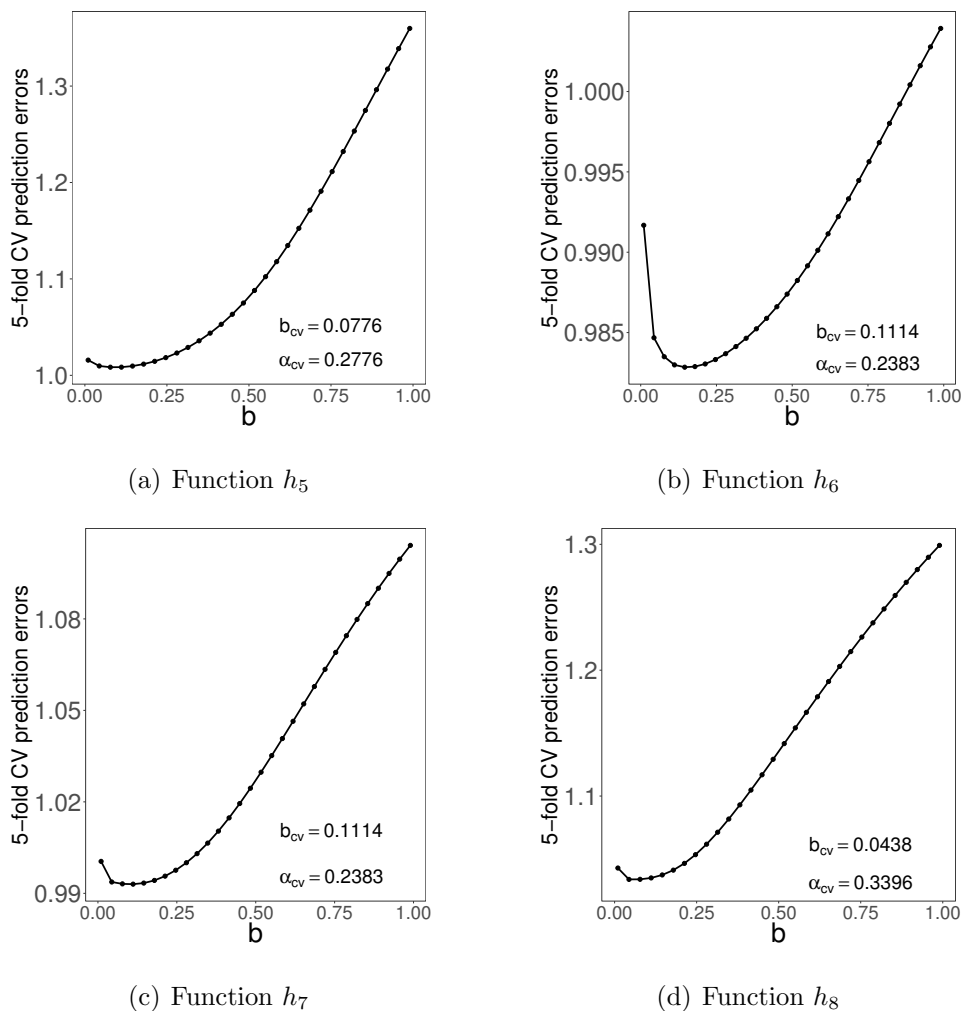 5−fold CV prediction errors
1.3
1.2
1.1
1.0
b_cv = 0.0776
α_cv = 0.2776
0.00 0.25 0.50 0.75 1.00
b
(a) Function h_5
5−fold CV prediction errors
1.000
0.995
0.990
0.985
b_cv = 0.1114
α_cv = 0.2383
0.00 0.25 0.50 0.75 1.00
b
(b) Function h_6
5−fold CV prediction errors
1.08
1.05
1.02
0.99
b_cv = 0.1114
α_cv = 0.2383
0.00 0.25 0.50 0.75 1.00
b
(c) Function h_7
5−fold CV prediction errors
1.3
1.2
1.1
b_cv = 0.0438
α_cv = 0.3396
0.00 0.25 0.50 0.75 1.00
b
(d) Function h_8